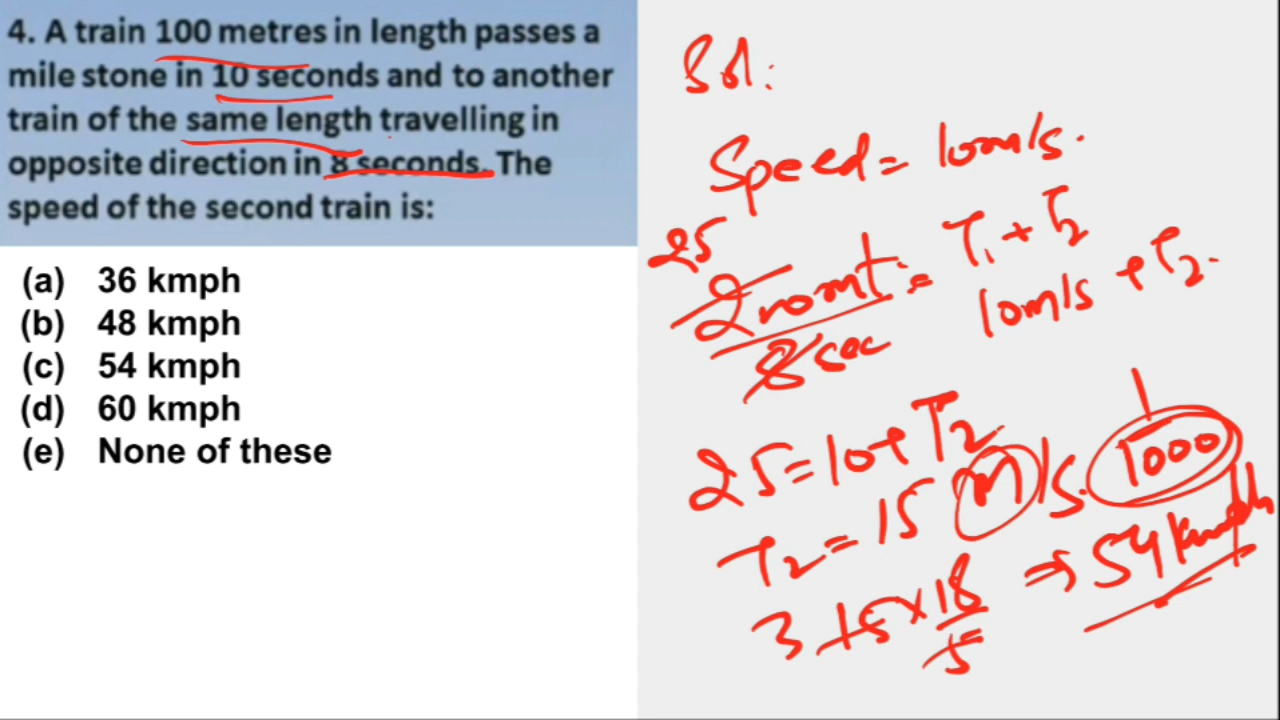 4. A train 100 metres in length passes a
mile stone in 10 seconds and to another
train of the same length travelling in
opposite direction in 8 seconds. The
speed of the second train is:
(a) 36 kmph
(b) 48 kmph
(c) 54 kmph
(d) 60 kmph
(e) None of these
Sol:
Speed = 10m/s.
25
200mt = T1 + T2
8 sec
10m/s + T2.
25 = 10 + T2
T2 = 15 m/s. 1000
3 15 × 18 ⇒ 54 kmph
5